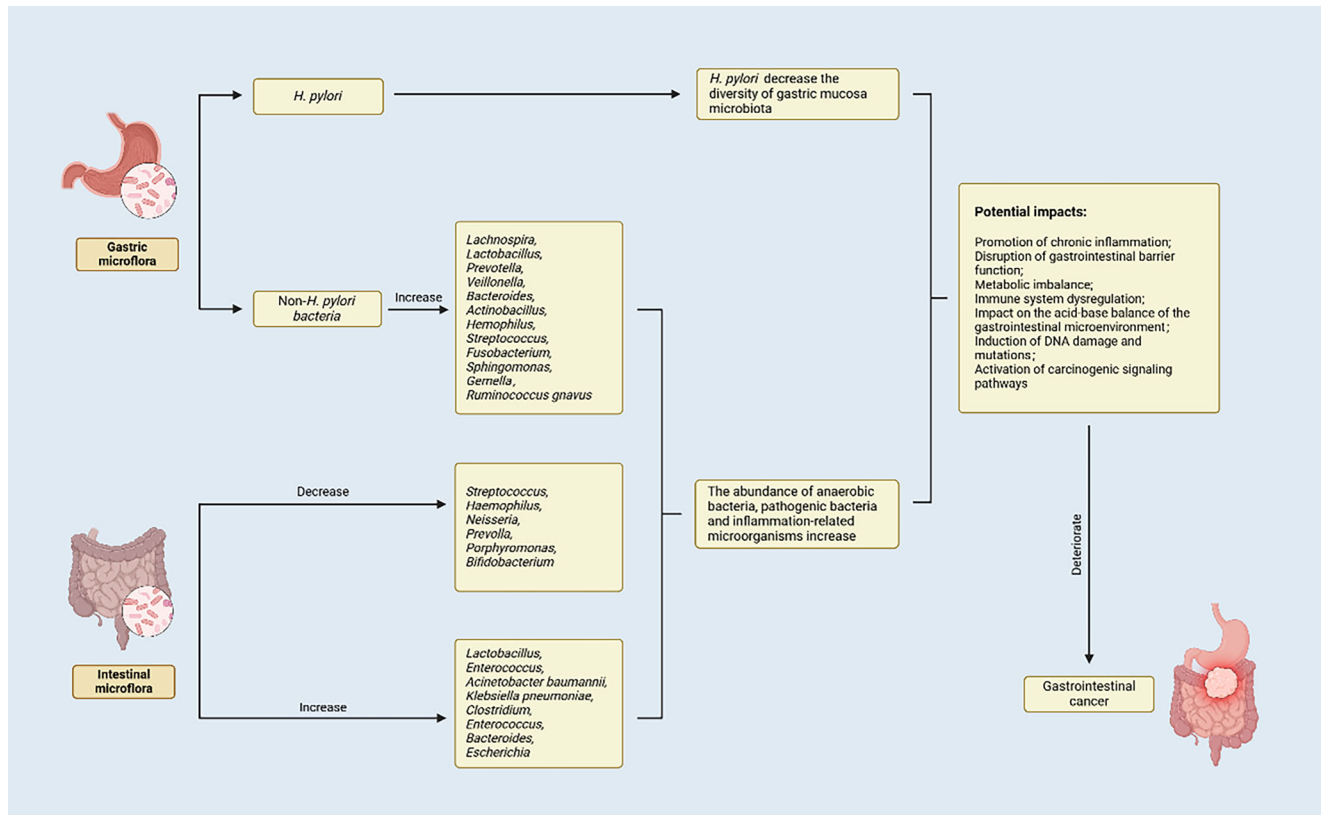 H. pylori
H. pylori decrease the
diversity of gastric mucosa
microbiota
Gastric
microflora
Non-H. pylori
bacteria
Increase
Lachnospira,
Lactobacillus,
Prevotella,
Veillonella,
Bacteroides,
Actinobacillus,
Hemophilus,
Streptococcus,
Fusobacterium,
Sphingomonas,
Gemella,
Ruminococcus gnavus
Potential impacts:
Promotion of chronic inflammation;
Disruption of gastrointestinal barrier
function;
Metabolic imbalance;
Immune system dysregulation;
Impact on the acid-base balance of the
gastrointestinal microenvironment;
Induction of DNA damage and
mutations;
Activation of carcinogenic signaling
pathways
Decrease
Streptococcus,
Haemophilus,
Neisseria,
Prevolla,
Porphyromonas,
Bifidobacterium
The abundance of anaerobic
bacteria, pathogenic bacteria
and inflammation-related
microorganisms increase
Deteriorate
Intestinal
microflora
Increase
Lactobacillus,
Enterococcus,
Acinetobacter baumannii,
Klebsiella pneumoniae,
Clostridium,
Enterococcus,
Bacteroides,
Escherichia
Gastrointestinal
cancer